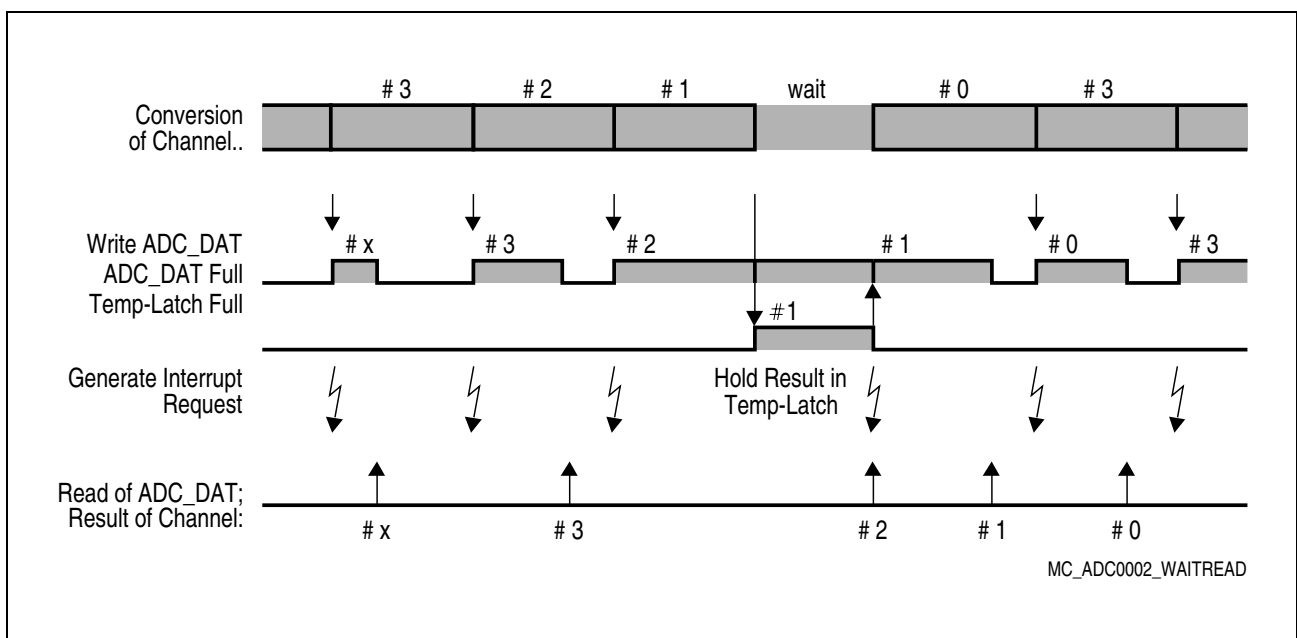 # 3 # 2 # 1 wait # 0 # 3
Conversion
of Channel..
Write ADC_DAT
# x # 3 # 2 # 1 # 0 # 3
ADC_DAT Full
Temp-Latch Full
#1
Generate Interrupt
Request
Hold Result in
Temp-Latch
Read of ADC_DAT;
Result of Channel:
# x # 3 # 2 # 1 # 0
MC_ADC0002_WAITREAD